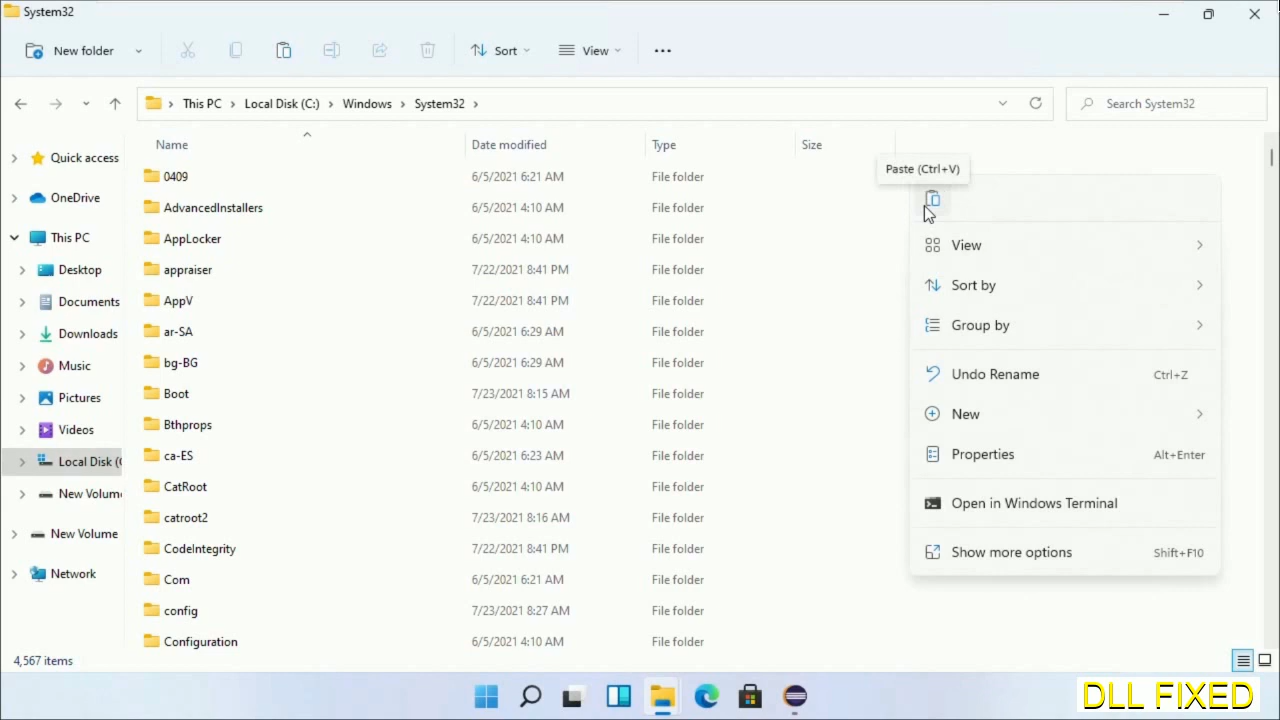 System32
New folder
Sort
View
This PC
Local Disk (C:)
Windows
System32
Search System32
Name
Date modified
Type
Size
Paste (Ctrl+V)
0409 6/5/2021 6:21 AM File folder
AdvancedInstallers 6/5/2021 4:10 AM File folder
AppLocker 6/5/2021 4:10 AM File folder
appraiser 7/22/2021 8:41 PM File folder
AppV 7/22/2021 8:41 PM File folder
ar-SA 6/5/2021 6:29 AM File folder
bg-BG 6/5/2021 6:29 AM File folder
Boot 7/23/2021 8:15 AM File folder
Bthprops 6/5/2021 4:10 AM File folder
ca-ES 6/5/2021 6:23 AM File folder
CatRoot 6/5/2021 4:10 AM File folder
catroot2 7/23/2021 8:16 AM File folder
CodeIntegrity 7/22/2021 8:41 PM File folder
Com 6/5/2021 6:21 AM File folder
config 7/23/2021 8:27 AM File folder
Configuration 6/5/2021 4:10 AM File folder
Quick access
OneDrive
This PC
Desktop
Documents
Downloads
Music
Pictures
Videos
Local Disk (
New Volum
New Volume
Network
View
Sort by
Group by
Undo Rename Ctrl+Z
New
Properties Alt+Enter
Open in Windows Terminal
Show more options Shift+F10
4,567 items
DLL FIXED